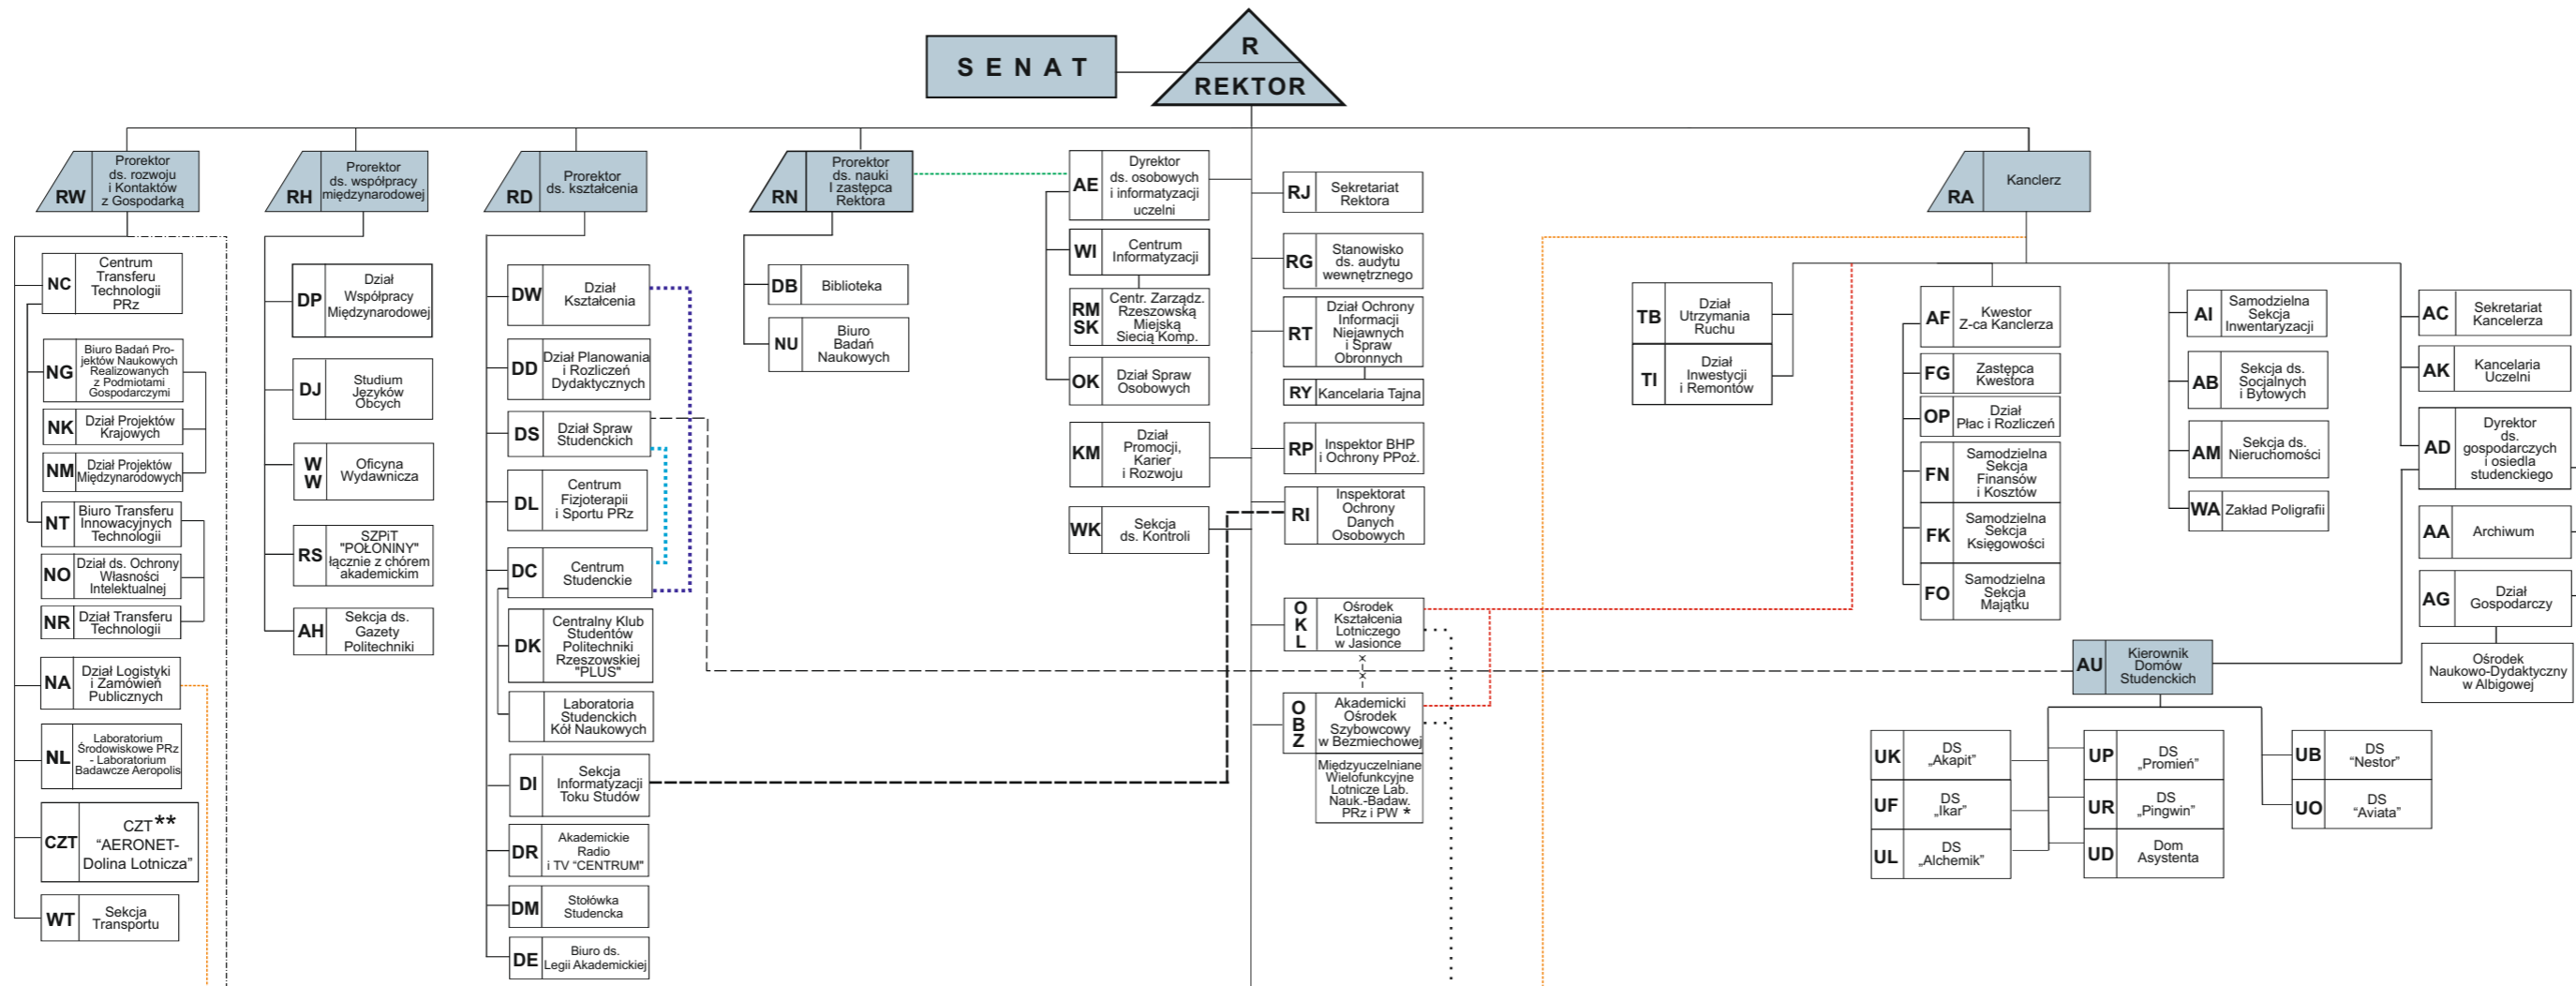 SENAT
R
REKTOR
RW
Prorektor
ds. rozwoju
i Kontaktów
z Gospodarką
RH
Prorektor
ds. współpracy
międzynarodowej
RD
Prorektor
ds. kształcenia
RN
Prorektor
ds. nauki
I zastępca
Rektora
RA
Kanclerz
NC
Centrum
Transferu
Technologii
PRz
NG
Biuro Badań Pro-
jektów Naukowych
Realizowanych
z Podmiotami
Gospodarczymi
NK
Dział Projektów
Krajowych
NM
Dział Projektów
Międzynarodowych
NT
Biuro Transferu
Innowacyjnych
Technologii
NO
Dział ds. Ochrony
Własności
Intelektualnej
NR
Dział Transferu
Technologii
NA
Dział Logistyki
i Zamówień
Publicznych
NL
Laboratorium
Środowiskowe PRz
- Laboratorium
Badawcze Aeropolis
CZT
CZT**
“AERONET-
Dolina Lotnicza”
WT
Sekcja
Transportu
DP
Dział
Współpracy
Międzynarodowej
DJ
Studium
Języków
Obcych
W
W
Oficyna
Wydawnicza
RS
SZPiT
"POŁONINY"
łącznie z chórem
akademickim
AH
Sekcja ds.
Gazety
Politechniki
DW
Dział
Kształcenia
DD
Dział Planowania
i Rozliczeń
Dydaktycznych
DS
Dział Spraw
Studenckich
DL
Centrum
Fizjoterapii
i Sportu PRz
DC
Centrum
Studenckie
DK
Centralny Klub
Studentów
Politechniki
Rzeszowskiej
"PLUS"
Laboratoria
Studenckich
Kół Naukowych
DI
Sekcja
Informatyzacji
Toku Studów
DR
Akademickie
Radio
i TV “CENTRUM”
DM
Stołówka
Studencka
DE
Biuro ds.
Legii Akademickiej
DB
Biblioteka
NU
Biuro
Badań
Naukowych
AE
Dyrektor
ds. osobowych
i informatyzacji
uczelni
WI
Centrum
Informatyzacji
RM
SK
Centr. Zarządz.
Rzeszowską
Miejską
Siecią Komp.
OK
Dział Spraw
Osobowych
KM
Dział
Promocji,
Karier
i Rozwoju
WK
Sekcja
ds. Kontroli
RJ
Sekretariat
Rektora
RG
Stanowisko
ds. audytu
wewnętrznego
RT
Dział Ochrony
Informacji
Niejawnych
i Spraw
Obronnych
RY
Kancelaria Tajna
RP
Inspektor BHP
i Ochrony PPoż.
RI
Inspektorat
Ochrony
Danych
Osobowych
O
K
L
Ośrodek
Kształcenia
Lotniczego
w Jasionce
O
B
Z
Akademicki
Ośrodek
Szybowcowy
w Bezmiechowej
Międzyuczelniane
Wielofunkcyjne
Lotnicze Lab.
Nauk.-Badaw.
PRz i PW *
TB
Dział
Utrzymania
Ruchu
TI
Dział
Inwestycji
i Remontów
AF
Kwestor
Z-ca Kanclerza
FG
Zastępca
Kwestora
OP
Dział
Płac i Rozliczeń
FN
Samodzielna
Sekcja
Finansów
i Kosztów
FK
Samodzielna
Sekcja
Księgowości
FO
Samodzielna
Sekcja
Majątku
AI
Samodzielna
Sekcja
Inwentaryzacji
AB
Sekcja ds.
Socjalnych
i Bytowych
AM
Sekcja ds.
Nieruchomości
WA
Zakład Poligrafii
AC
Sekretariat
Kancelerza
AK
Kancelaria
Uczelni
AD
Dyrektor
ds.
gospodarczych
i osiedla
studenckiego
AA
Archiwum
AG
Dział
Gospodarczy
Ośrodek
Naukowo-Dydaktyczny
w Albigowej
AU
Kierownik
Domów
Studenckich
UK
DS
„Akapit”
UF
DS
„Ikar”
UL
DS
„Alchemik”
UP
DS
„Promień”
UR
DS
„Pingwin”
UD
Dom
Asystenta
UB
DS
“Nestor”
UO
DS
“Aviata”